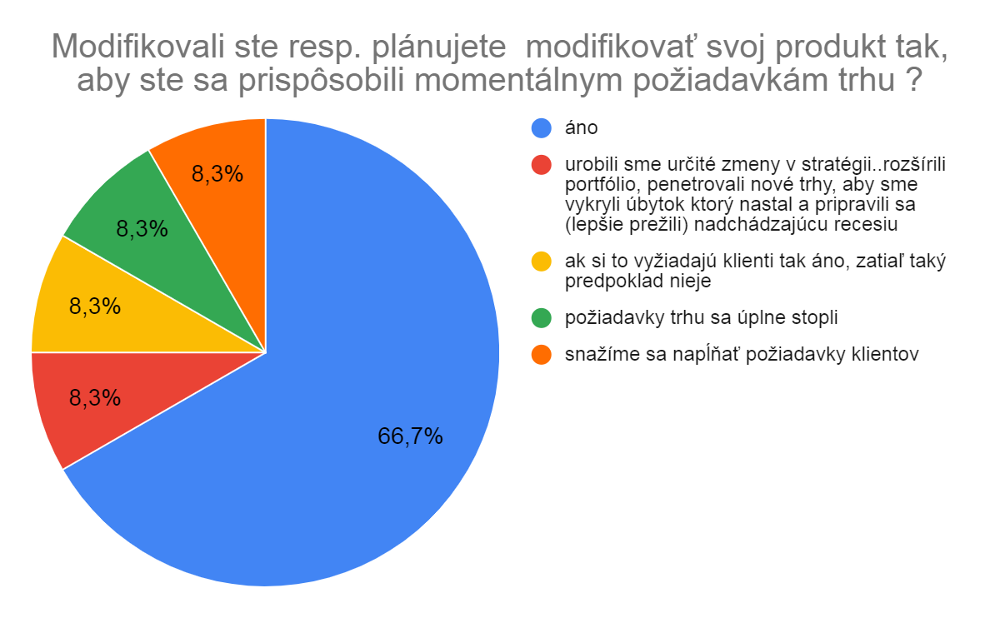 Modifikovali ste resp. plánujete  modifikovať svoj produkt tak,
aby ste sa prispôsobili momentálnym požiadavkám trhu ?
áno
urobili sme určité zmeny v stratégii..rozšírili
portfólio, penetrovali nové trhy, aby sme
vykryli úbytok ktorý nastal a pripravili sa
(lepšie prežili) nadchádzajúcu recesiu
ak si to vyžiadajú klienti tak áno, zatiaľ taký
predpoklad nieje
požiadavky trhu sa úplne stopli
snažíme sa napĺňať požiadavky klientov
8,3%
8,3%
8,3%
8,3%
66,7%